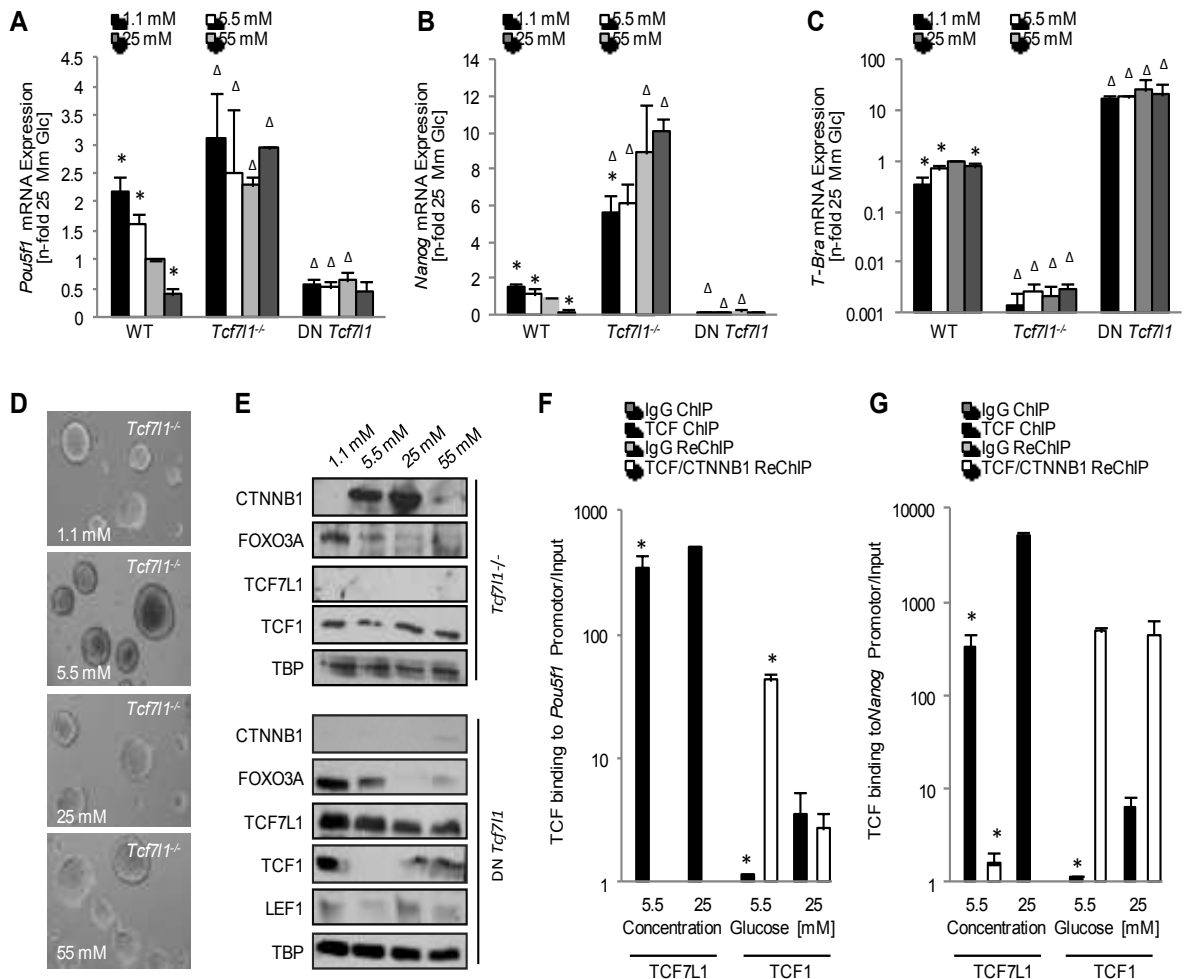 A
1.1 mM 5.5 mM
25 mM 55 mM
Pou5f1 mRNA Expression
[n-fold 25 Mm Glc]
4.5
4
3.5
3
2.5
2
1.5
1
0.5
0
* * * Δ Δ Δ Δ Δ Δ Δ
WT Tcf7l1-/- DN Tcf7l1
B
1.1 mM 5.5 mM
25 mM 55 mM
Nanog mRNA Expression
[n-fold 25 Mm Glc]
14
12
10
8
6
4
2
0
* * * Δ * Δ Δ Δ Δ Δ Δ
WT Tcf7l1-/- DN Tcf7l1
C
1.1 mM 5.5 mM
25 mM 55 mM
T-Bra mRNA Expression
[n-fold 25 Mm Glc]
100
10
1
0.1
0.01
0.001
* * * Δ Δ Δ Δ Δ Δ Δ Δ
WT Tcf7l1-/- DN Tcf7l1
D
Tcf7l1-/-
1.1 mM
Tcf7l1-/-
5.5 mM
Tcf7l1-/-
25 mM
Tcf7l1-/-
55 mM
E
1.1 mM 5.5 mM 25 mM 55 mM
CTNNB1
FOXO3A
TCF7L1
TCF1
TBP
Tcf7l1-/-
CTNNB1
FOXO3A
TCF7L1
TCF1
LEF1
TBP
DN Tcf7l1
F
IgG ChIP
TCF ChIP
IgG ReChIP
TCF/CTNNB1 ReChIP
TCF binding to Pou5f1 Promotor/Input
1000
100
10
1
* * *
5.5 25 5.5 25
Concentration Glucose [mM]
TCF7L1 TCF1
G
IgG ChIP
TCF ChIP
IgG ReChIP
TCF/CTNNB1 ReChIP
TCF binding toNanog Promotor/Input
10000
1000
100
10
1
* * *
5.5 25 5.5 25
Concentration Glucose [mM]
TCF7L1 TCF1